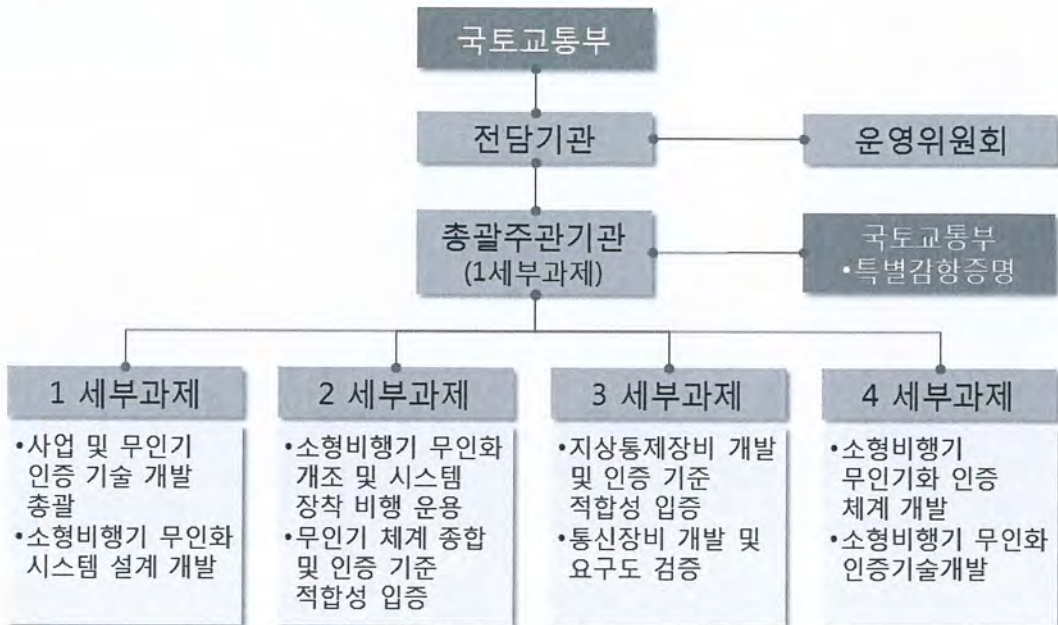 국토교통부
전담기관
운영위원회
총괄주관기관
(1세부과제)
국토교통부
•특별감항증명
1 세부과제
•사업 및 무인기
인증 기술 개발
총괄
•소형비행기 무인화
시스템 설계 개발
2 세부과제
•소형비행기 무인화
개조 및 시스템
장착 비행 운용
•무인기 체계 종합
및 인증 기준
적합성 입증
3 세부과제
•지상통제장비 개발
및 인증 기준
적합성 입증
•통신장비 개발 및
요구도 검증
4 세부과제
•소형비행기
무인기화 인증
체계 개발
•소형비행기 무인화
인증기술개발